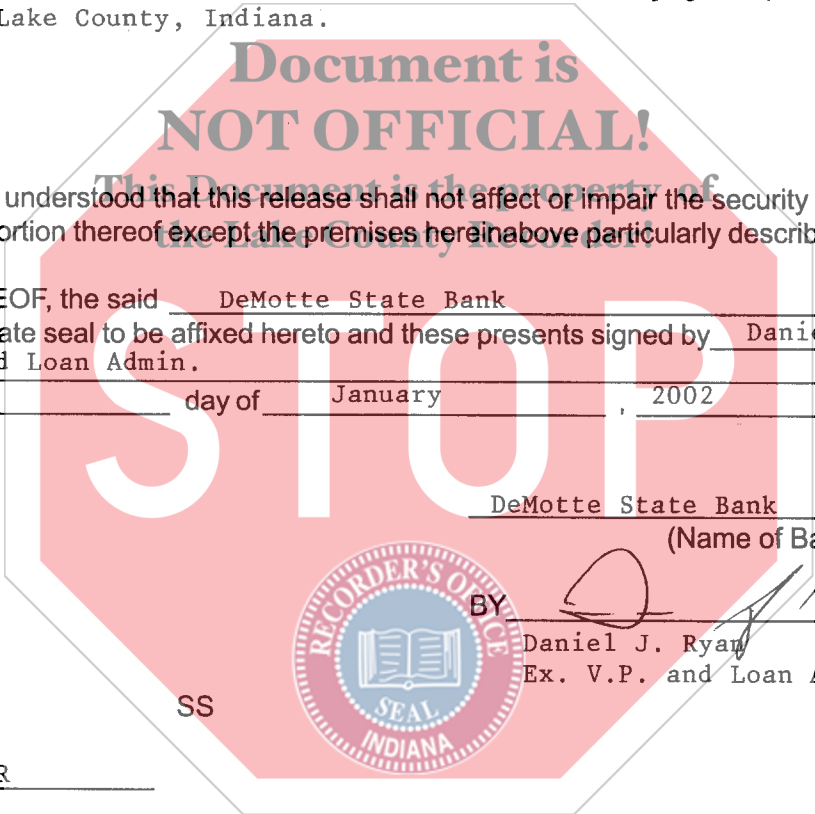 Lake County, Indiana.
Document is
NOT OFFICIAL!
This Document is the property of
the Lake County Recorder!
understood that this release shall not affect or impair the security
ortion thereof except the premises hereinabove particularly describ
EOF, the said DeMotte State Bank
ate seal to be affixed hereto and these presents signed by Danie
d Loan Admin.
day of January , 2002
STOP
DeMotte State Bank
(Name of Ba
BY
Daniel J. Ryan
Ex. V.P. and Loan A
RECORDER'S OFFICE
SEAL
INDIANA
SS
R